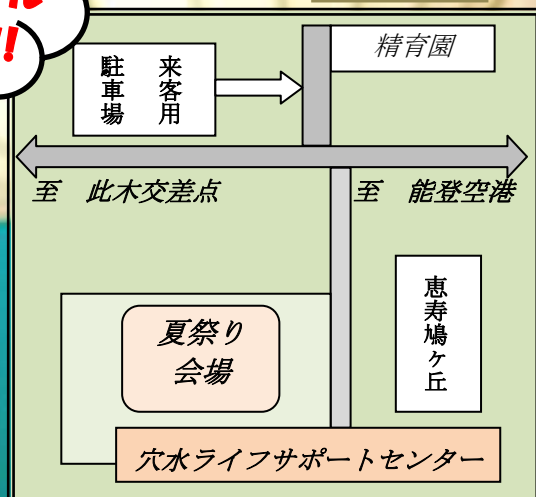 精育園
来客用
駐車場
至　此木交差点
至　能登空港
恵寿鳩ケ丘
夏祭り
会場
穴水ライフサポートセンター